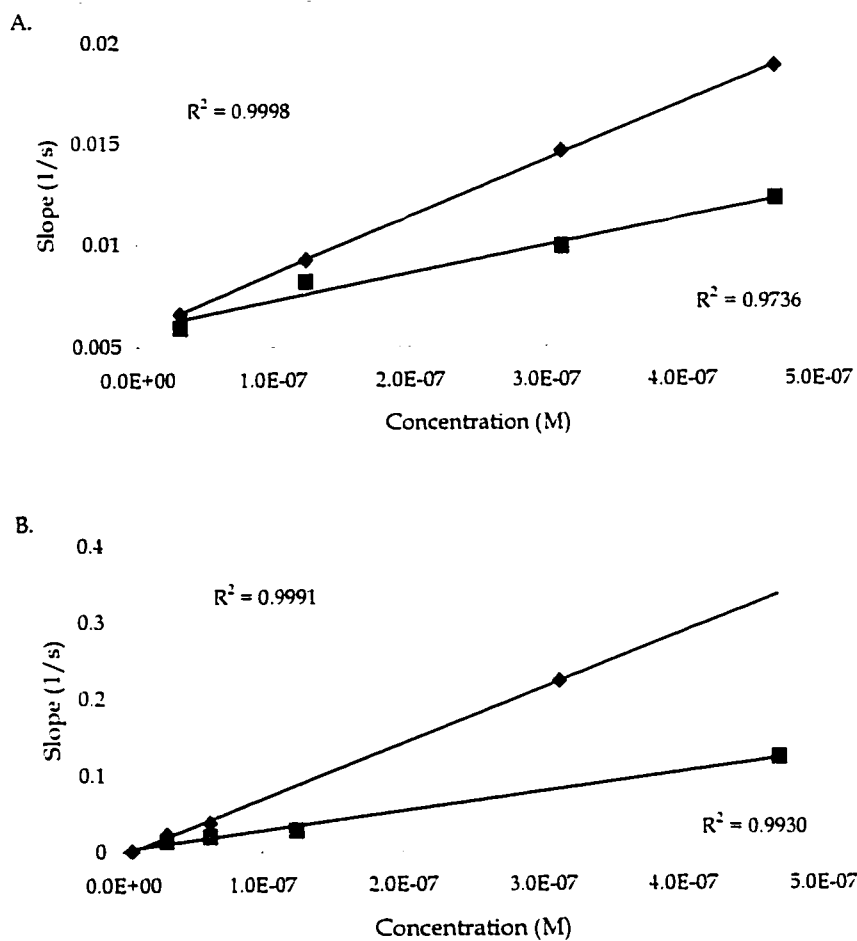 A.
0.02
R² = 0.9998
0.015
Slope (1/s)
0.01
R² = 0.9736
0.005
0.0E+00 1.0E-07 2.0E-07 3.0E-07 4.0E-07 5.0E-07
Concentration (M)
B.
0.4
R² = 0.9991
0.3
Slope (1/s)
0.2
0.1
R² = 0.9930
0
0.0E+00 1.0E-07 2.0E-07 3.0E-07 4.0E-07 5.0E-07
Concentration (M)